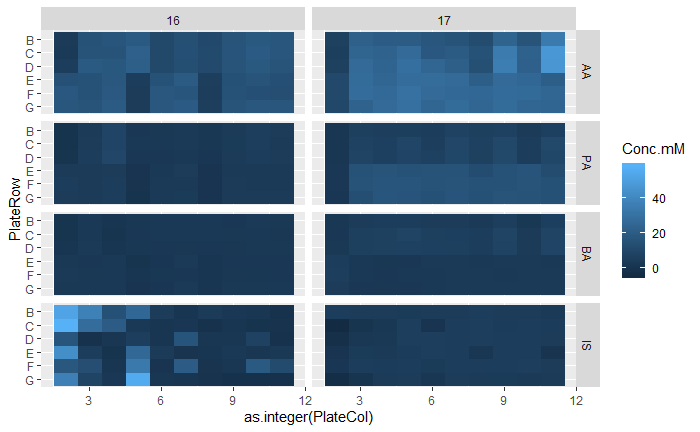 16 17
B
C
D
E
F
G
AA
B
C
D
E
F
G
PA
B
C
D
E
F
G
BA
B
C
D
E
F
G
IS
PlateRow
3 6 9 12 3 6 9 12
as.integer(PlateCol)
Conc.mM
40
20
0